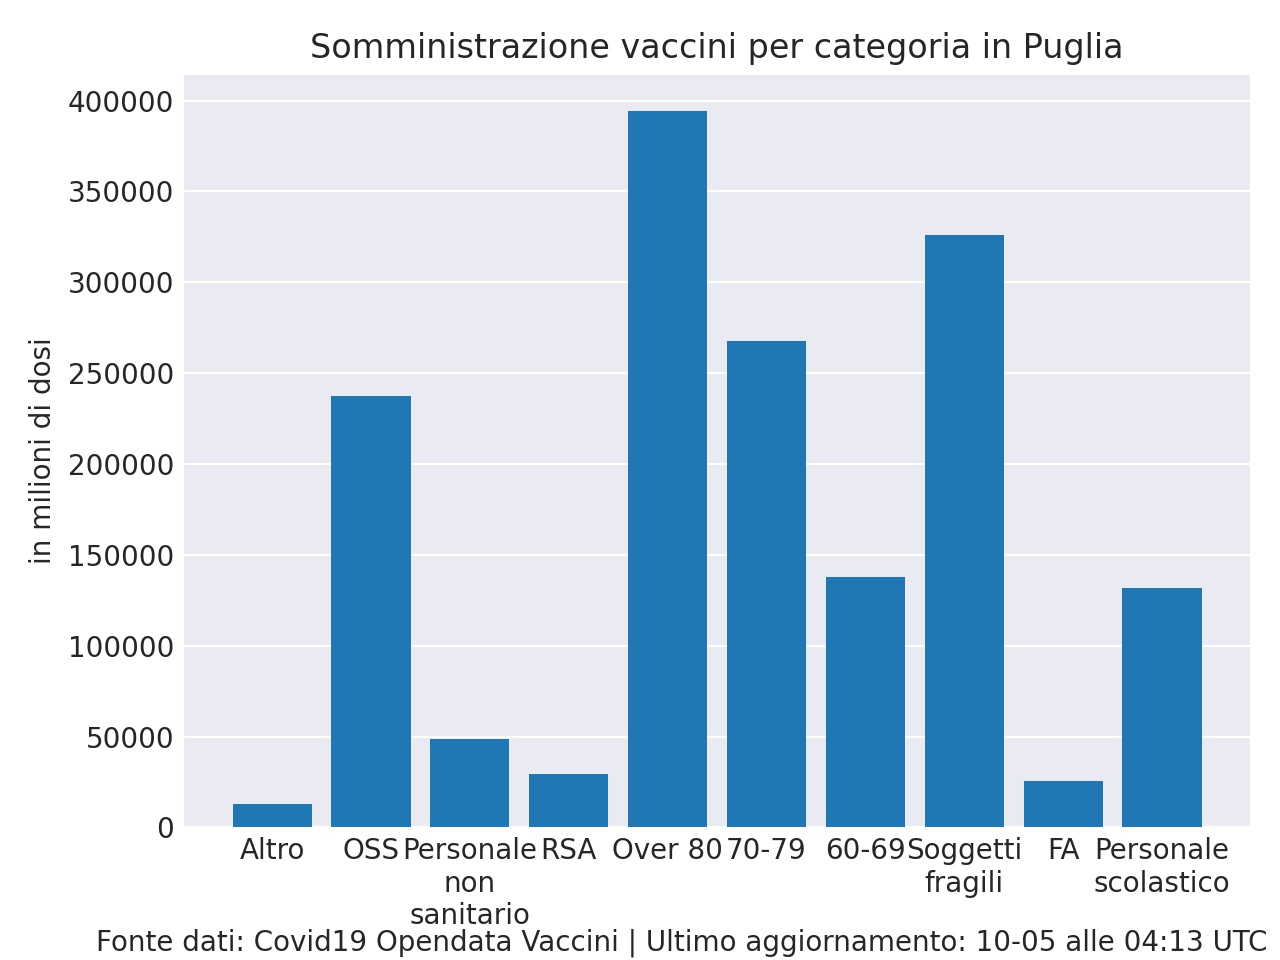 Somministrazione vaccini per categoria in Puglia
in milioni di dosi
400000
350000
300000
250000
200000
150000
100000
50000
0
Altro
OSS
Personale
non
sanitario
RSA
Over 80
70-79
60-69
Soggetti
fragili
FA
Personale
scolastico
Fonte dati: Covid19 Opendata Vaccini | Ultimo aggiornamento: 10-05 alle 04:13 UTC